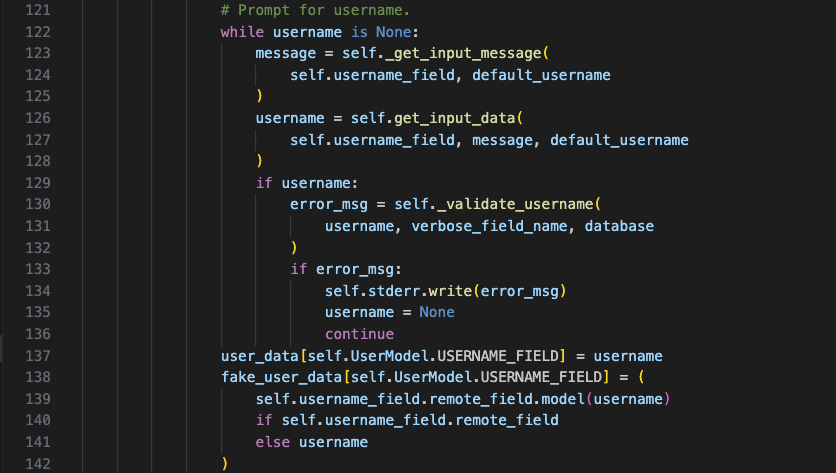 121 # Prompt for username.
122 while username is None:
123 message = self._get_input_message(
124 self.username_field, default_username
125 )
126 username = self.get_input_data(
127 self.username_field, message, default_username
128 )
129 if username:
130 error_msg = self._validate_username(
131 username, verbose_field_name, database
132 )
133 if error_msg:
134 self.stderr.write(error_msg)
135 username = None
136 continue
137 user_data[self.UserModel.USERNAME_FIELD] = username
138 fake_user_data[self.UserModel.USERNAME_FIELD] = (
139 self.username_field.remote_field.model(username)
140 if self.username_field.remote_field
141 else username
142 )